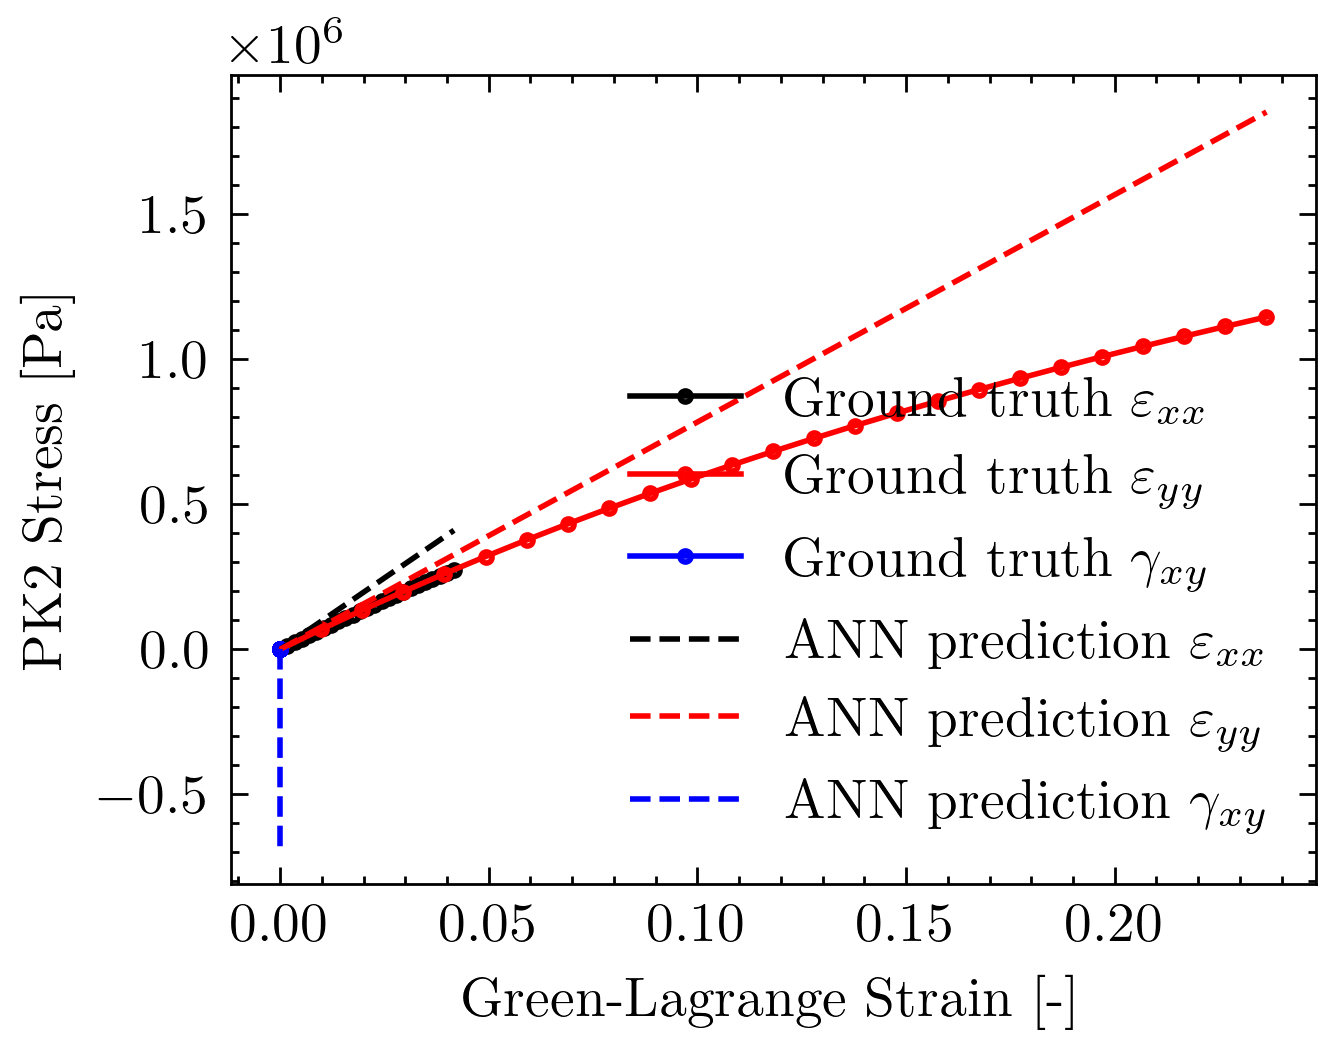 ×10⁶
1.5
1.0
0.5
0.0
−0.5
PK2 Stress [Pa]
Ground truth εxx
Ground truth εyy
Ground truth γxy
ANN prediction εxx
ANN prediction εyy
ANN prediction γxy
0.00 0.05 0.10 0.15 0.20
Green-Lagrange Strain [-]